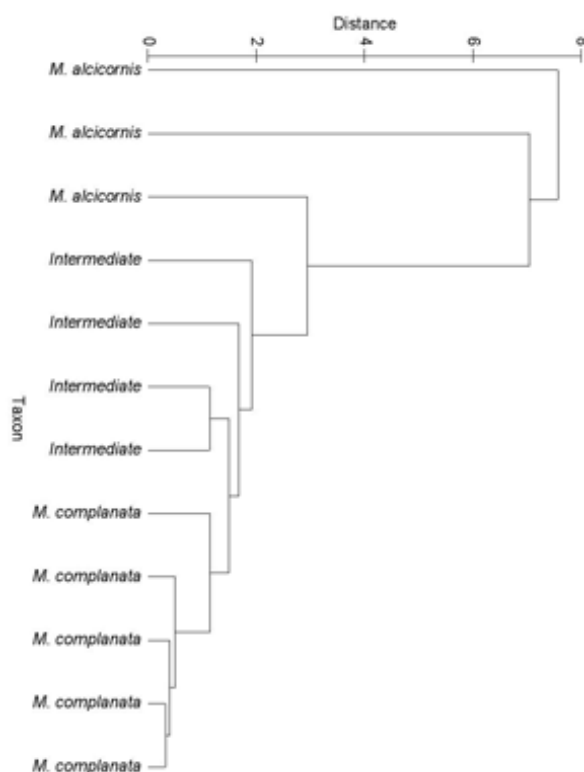 Distance
0 2 4 6 8
M. alcicornis
M. alcicornis
M. alcicornis
Intermediate
Intermediate
Intermediate
Intermediate
M. complanata
M. complanata
M. complanata
M. complanata
M. complanata
Taxon